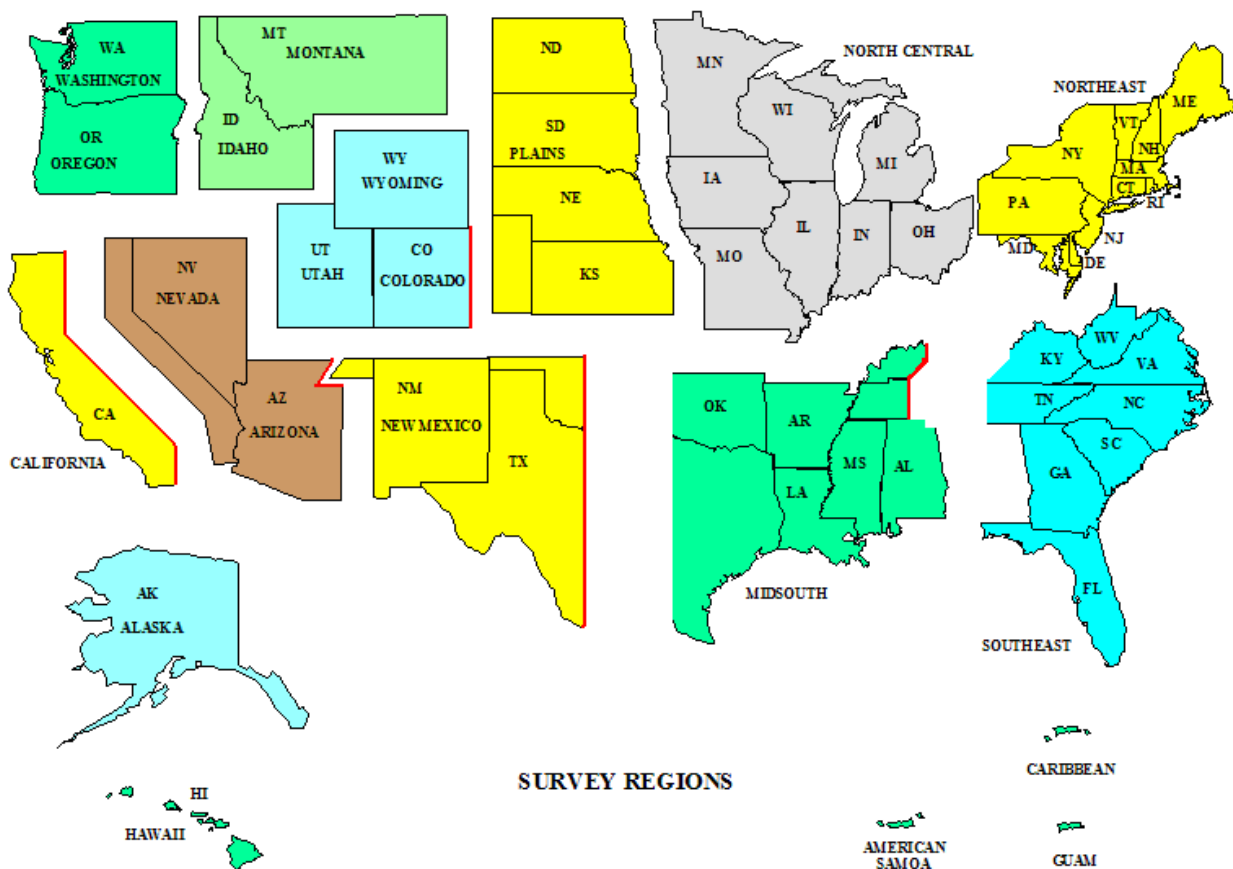 WA
WASHINGTON
OR
OREGON
MT
MONTANA
ID
IDAHO
WY
WYOMING
UT
UTAH
CO
COLORADO
ND
SD
PLAINS
NE
KS
NORTH CENTRAL
MN
WI
MI
IA
IL
IN
OH
MO
NORTHEAST
ME
VT
NH
NY
MA
CT
RI
PA
NJ
MD
DE
CA
CALIFORNIA
NV
NEVADA
AZ
ARIZONA
NM
NEW MEXICO
TX
OK
AR
MS
AL
LA
MIDSOUTH
WV
KY
VA
TN
NC
SC
GA
FL
SOUTHEAST
AK
ALASKA
HI
HAWAII
SURVEY REGIONS
CARIBBEAN
AMERICAN
SAMOA
GUAM